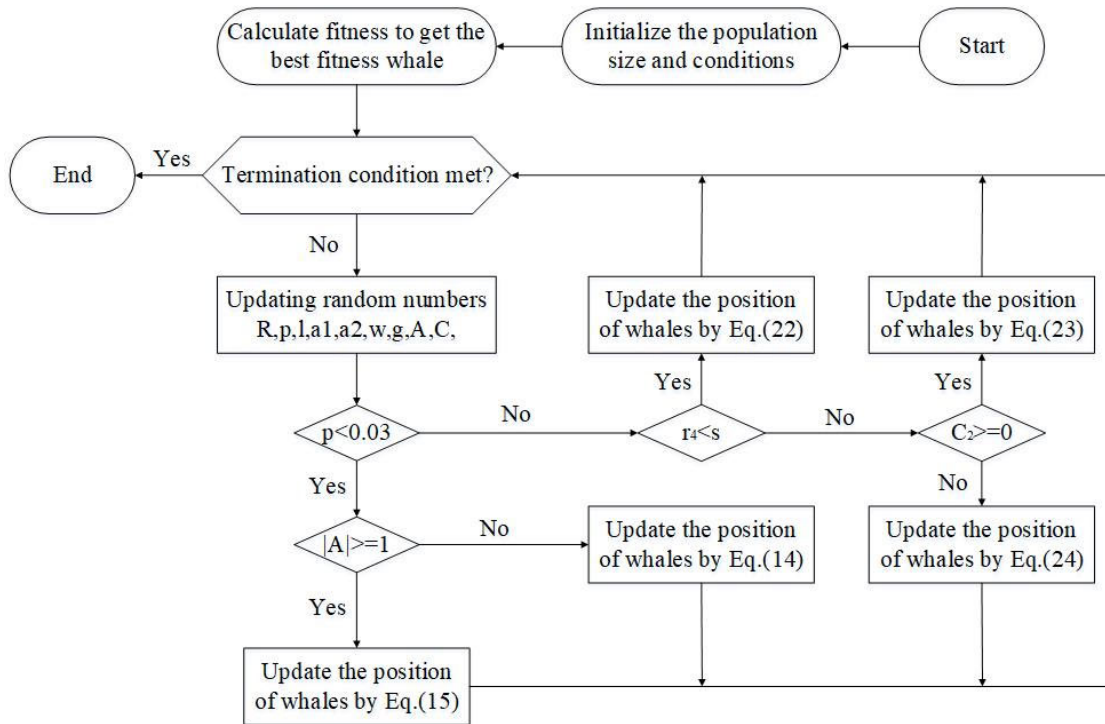 Calculate fitness to get the
best fitness whale
Initialize the population
size and conditions
Start
End
Yes
Termination condition met?
No
Updating random numbers
R,p,l,a1,a2,w,g,A,C,
Update the position
of whales by Eq.(22)
Update the position
of whales by Eq.(23)
Yes
Yes
p<0.03
No
r₄<s
No
C₂>=0
Yes
No
|A|>=1
No
Update the position
of whales by Eq.(14)
Update the position
of whales by Eq.(24)
Yes
Update the position
of whales by Eq.(15)